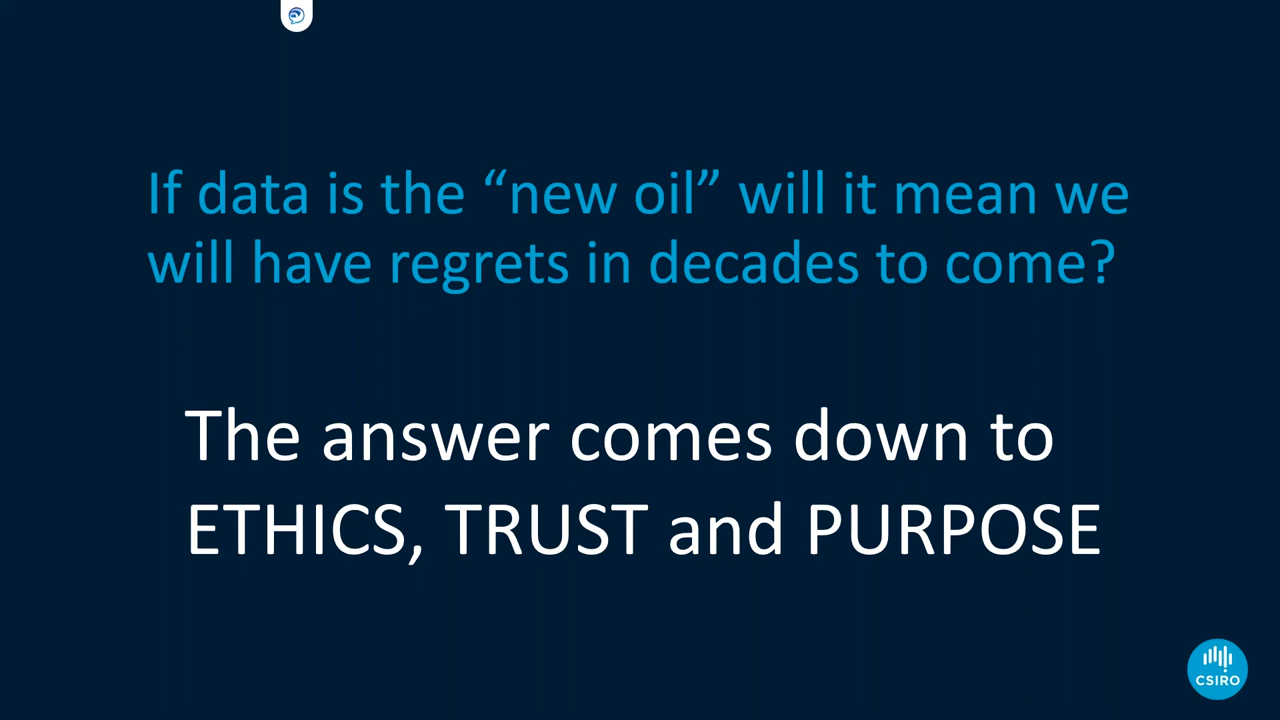 If data is the “new oil” will it mean we
will have regrets in decades to come?
The answer comes down to
ETHICS, TRUST and PURPOSE
CSIRO